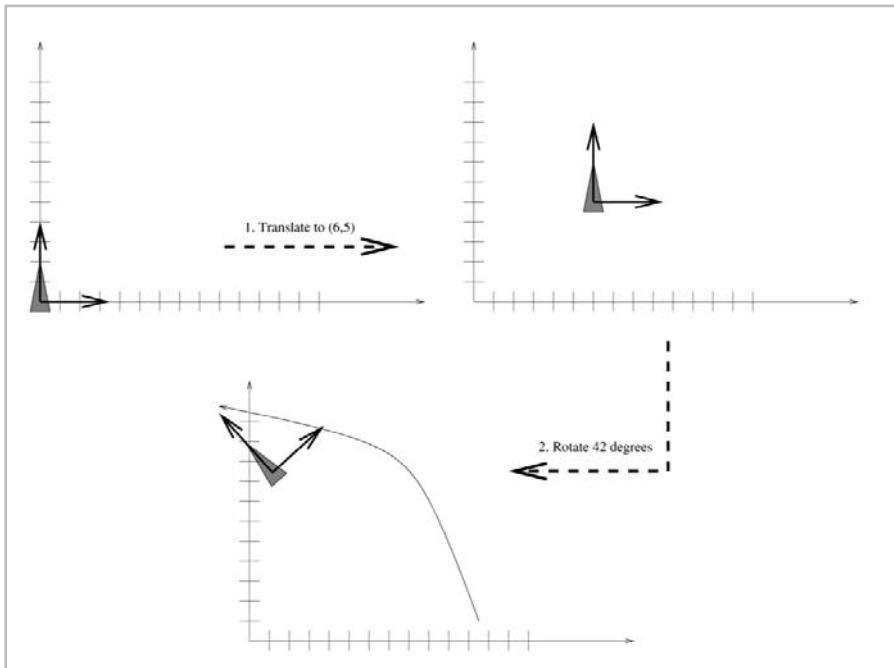 1. Translate to (6,5)
2. Rotate 42 degrees